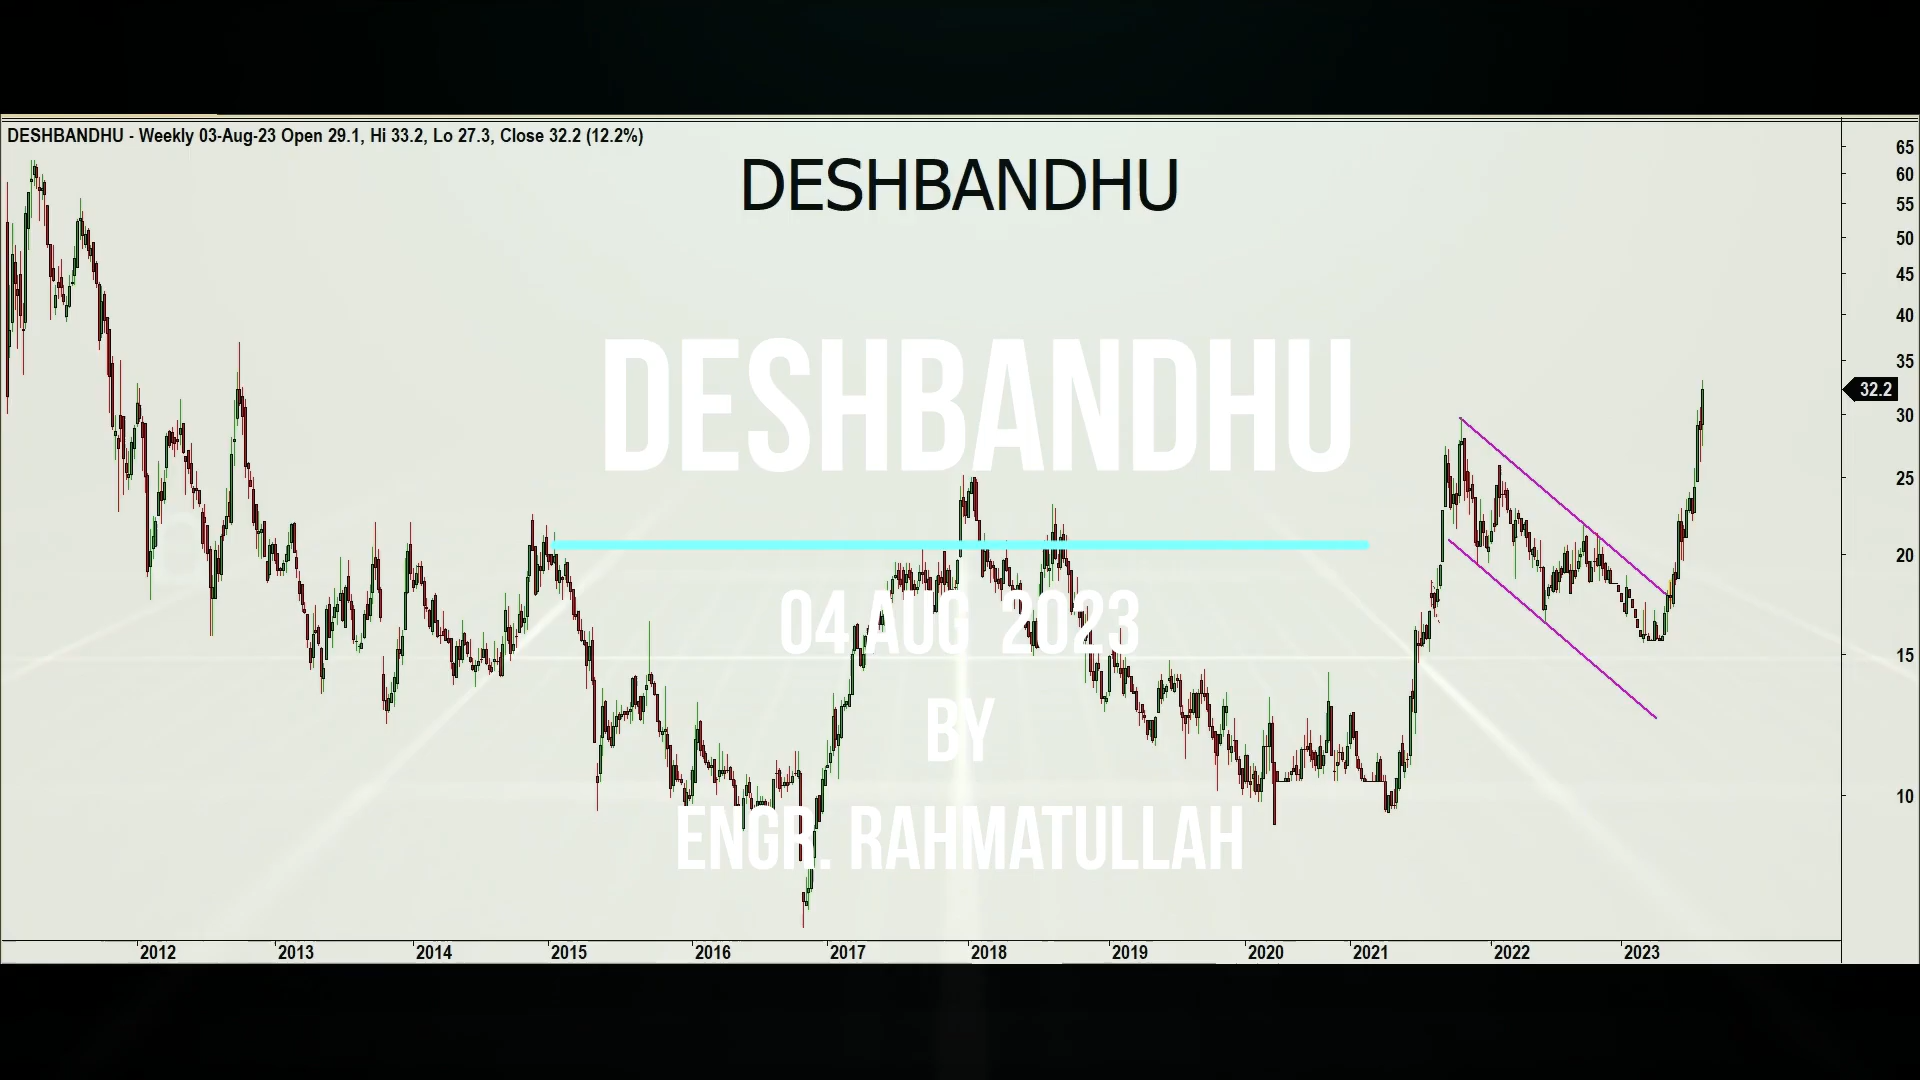 DESHBANDHU - Weekly 03-Aug-23 Open 29.1, Hi 33.2, Lo 27.3, Close 32.2 (12.2%)
DESHBANDHU
DESHBANDHU
04 AUG 2023
BY
ENGR. RAHMATULLAH
65
60
55
50
45
40
35
32.2
30
25
20
15
10
2012 2013 2014 2015 2016 2017 2018 2019 2020 2021 2022 2023